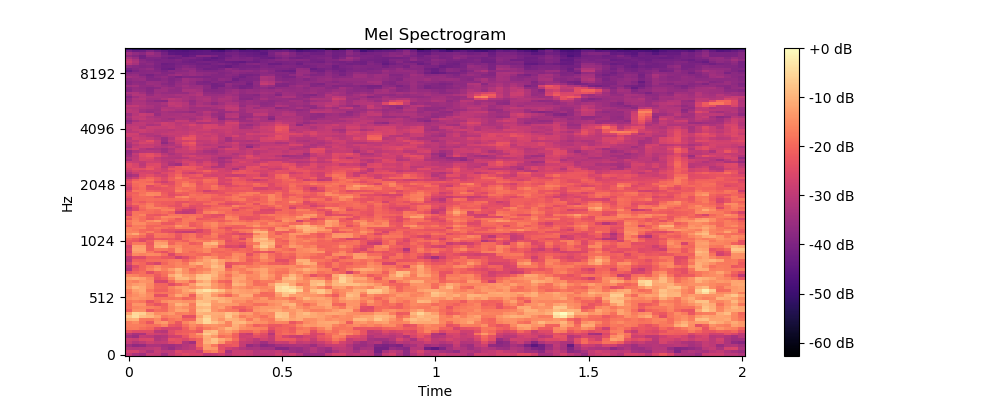 Mel Spectrogram
Hz
8192
4096
2048
1024
512
0
0 0.5 1 1.5 2
Time
+0 dB
-10 dB
-20 dB
-30 dB
-40 dB
-50 dB
-60 dB